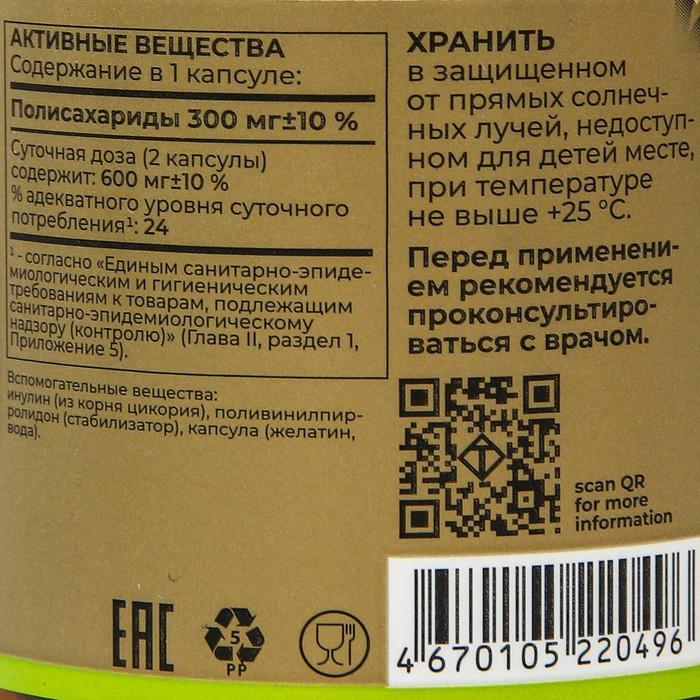 АКТИВНЫЕ ВЕЩЕСТВА
Содержание в 1 капсуле:
Полисахариды 300 мг±10 %
Суточная доза (2 капсулы)
содержит: 600 мг±10 %
% адекватного уровня суточного
потребления¹: 24
¹ - согласно «Единым санитарно-эпиде-
миологическим и гигиеническим
требованиям к товарам, подлежащим
санитарно-эпидемиологическому
надзору (контролю)» (Глава II, раздел 1,
Приложение 5).
Вспомогательные вещества:
инулин (из корня цикория), поливинилпир-
ролидон (стабилизатор), капсула (желатин,
вода).
ХРАНИТЬ
в защищенном
от прямых солнеч-
ных лучей, недоступ-
ном для детей месте,
при температуре
не выше +25 °С.
Перед применени-
ем рекомендуется
проконсультиро-
ваться с врачом.
scan QR
for more
information
ЕАС
5
PP
4 670105 220496